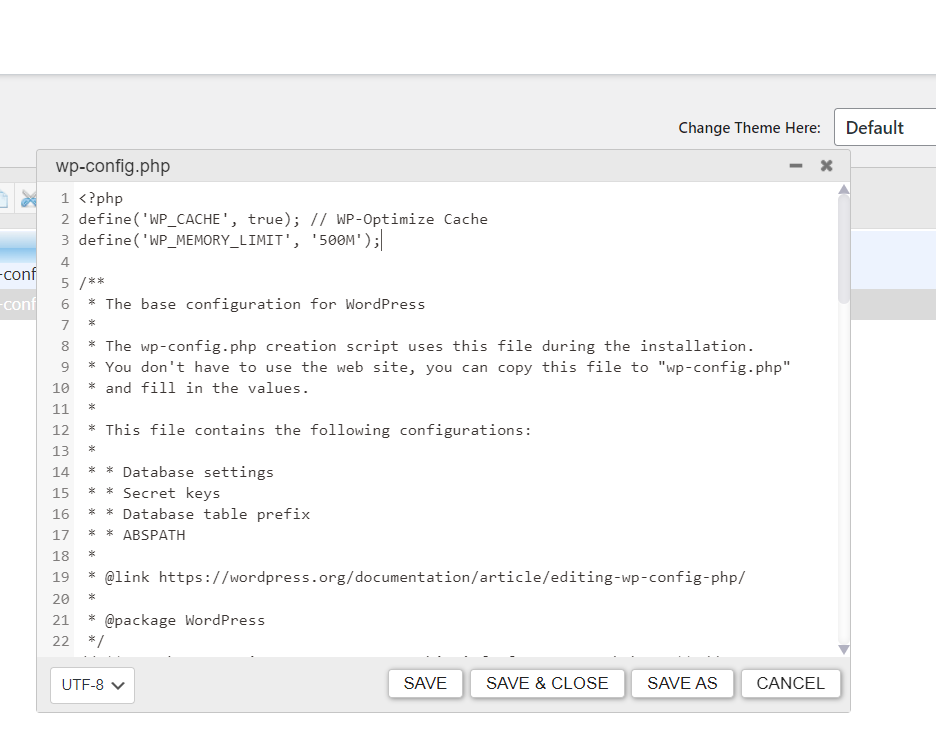 Change Theme Here: Default
wp-config.php
1 <?php
2 define('WP_CACHE', true); // WP-Optimize Cache
3 define('WP_MEMORY_LIMIT', '500M');
4
5 /**
6  * The base configuration for WordPress
7  *
8  * The wp-config.php creation script uses this file during the installation.
9  * You don't have to use the web site, you can copy this file to "wp-config.php"
10  * and fill in the values.
11  *
12  * This file contains the following configurations:
13  *
14  * * Database settings
15  * * Secret keys
16  * * Database table prefix
17  * * ABSPATH
18  *
19  * @link https://wordpress.org/documentation/article/editing-wp-config-php/
20  *
21  * @package WordPress
22  */
-conf
-conf
UTF-8 SAVE SAVE & CLOSE SAVE AS CANCEL